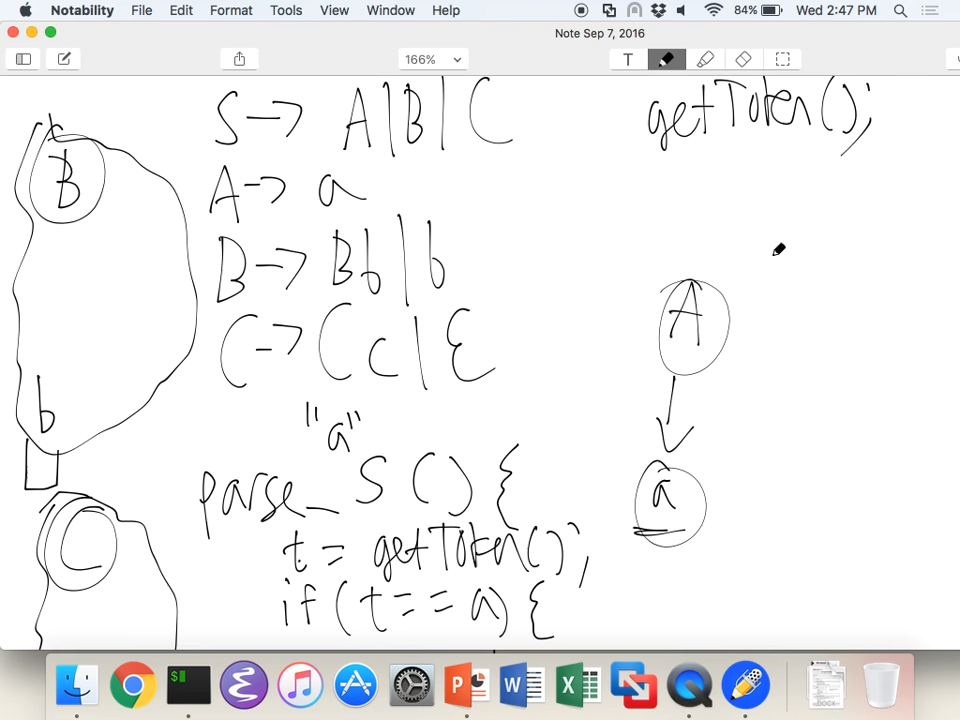 Notability File Edit Format Tools View Window Help 84% Wed 2:47 PM
Note Sep 7, 2016
166% T
S → A|B|C
getToken();
A → a
B
B → Bb|b
A
C → Cc|ε
b
"a"
parse_S() {
a
t = getToken();
C
if (t == a) {
$
P W X